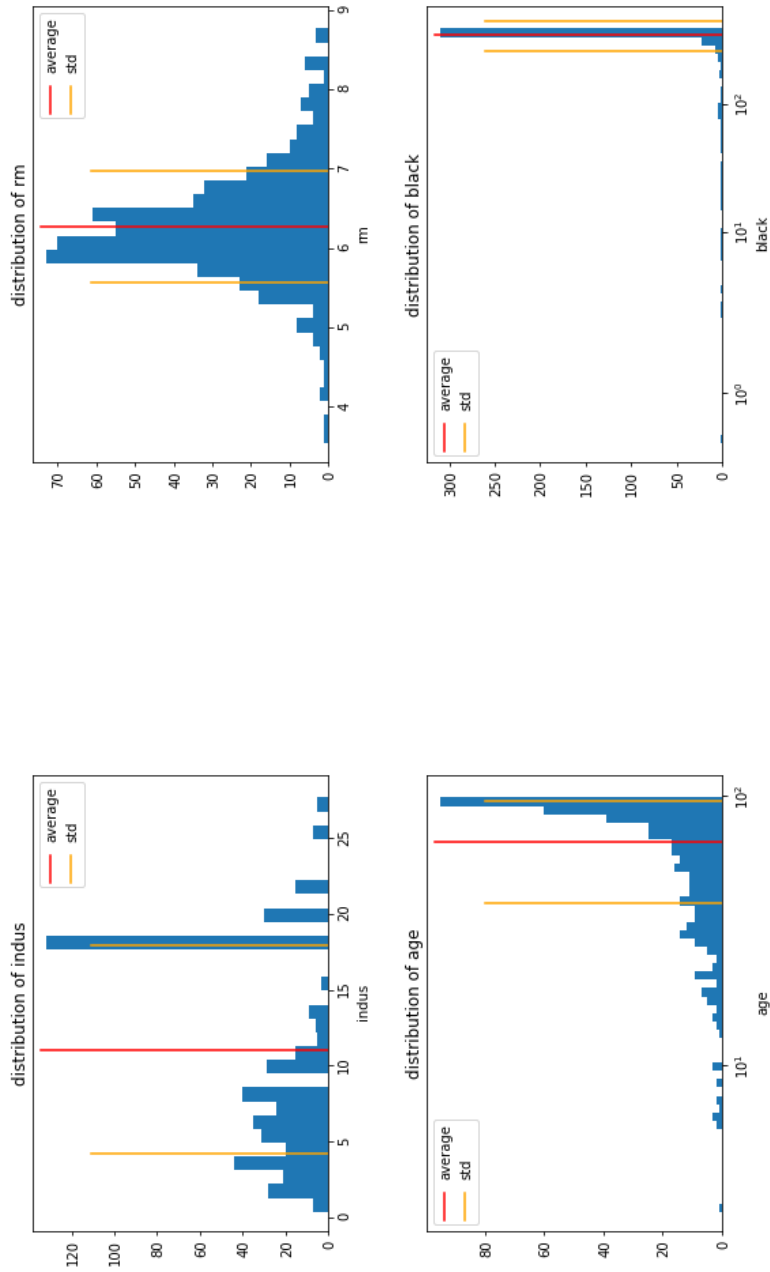 distribution of indus
average
std
120
100
80
60
40
20
0
0 5 10 15 20 25
indus
distribution of rm
average
std
70
60
50
40
30
20
10
0
4 5 6 7 8 9
rm
distribution of age
average
std
80
60
40
20
0
10¹ 10²
age
distribution of black
average
std
300
250
200
150
100
50
0
10⁰ 10¹ 10²
black